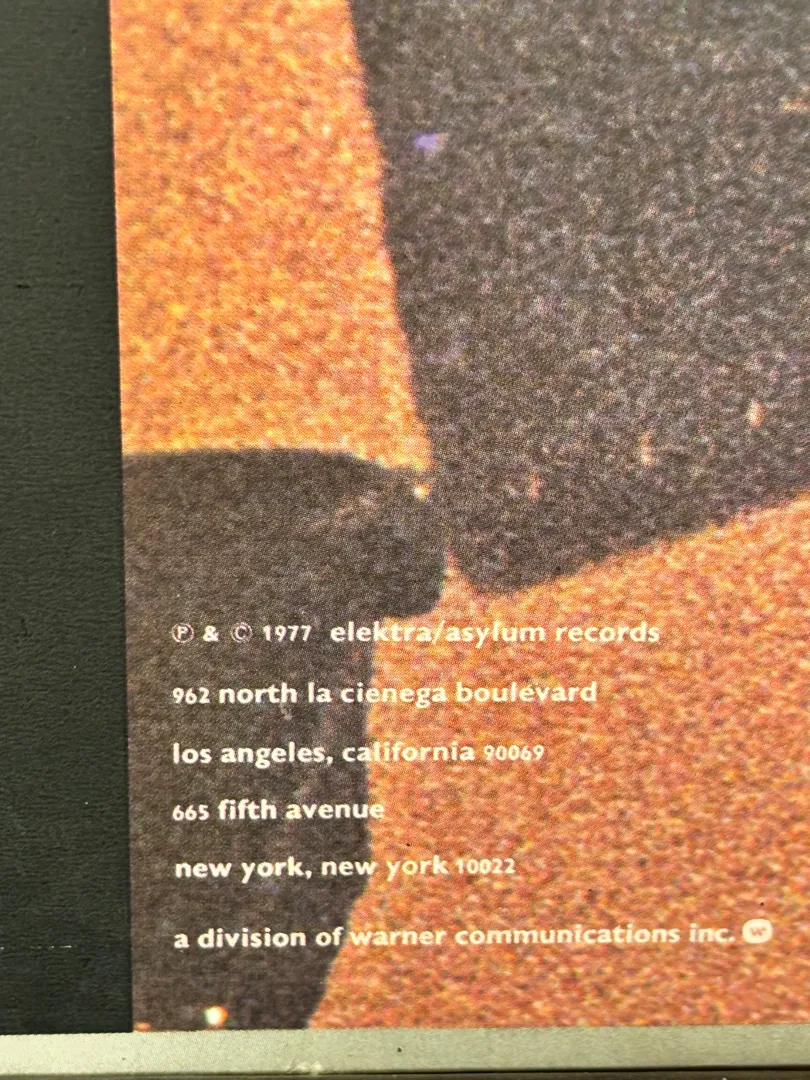 ℗ & © 1977 elektra/asylum records
962 north la cienega boulevard
los angeles, california 90069
665 fifth avenue
new york, new york 10022
a division of warner communications inc. w